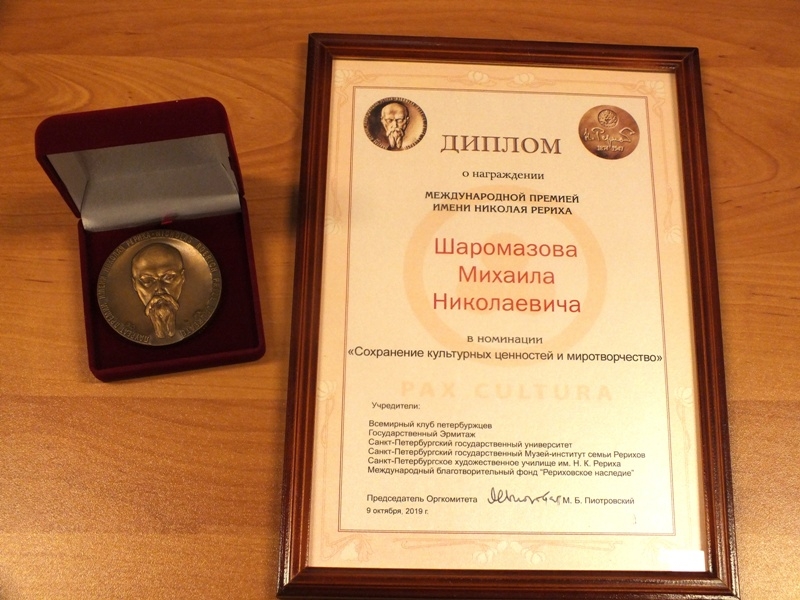 ДИПЛОМ
о награждении
МЕЖДУНАРОДНОЙ ПРЕМИЕЙ
ИМЕНИ НИКОЛАЯ РЕРИХА
Шаромазова
Михаила
Николаевича
в номинации
«Сохранение культурных ценностей и миротворчество»
PAX CULTURA
Учредители:
Всемирный клуб петербуржцев
Государственный Эрмитаж
Санкт-Петербургский государственный университет
Санкт-Петербургский государственный Музей-институт семьи Рерихов
Санкт-Петербургское художественное училище им. Н. К. Рериха
Международный благотворительный фонд "Рериховское наследие"
Председатель Оргкомитета М. Б. Пиотровский
9 октября, 2019 г.